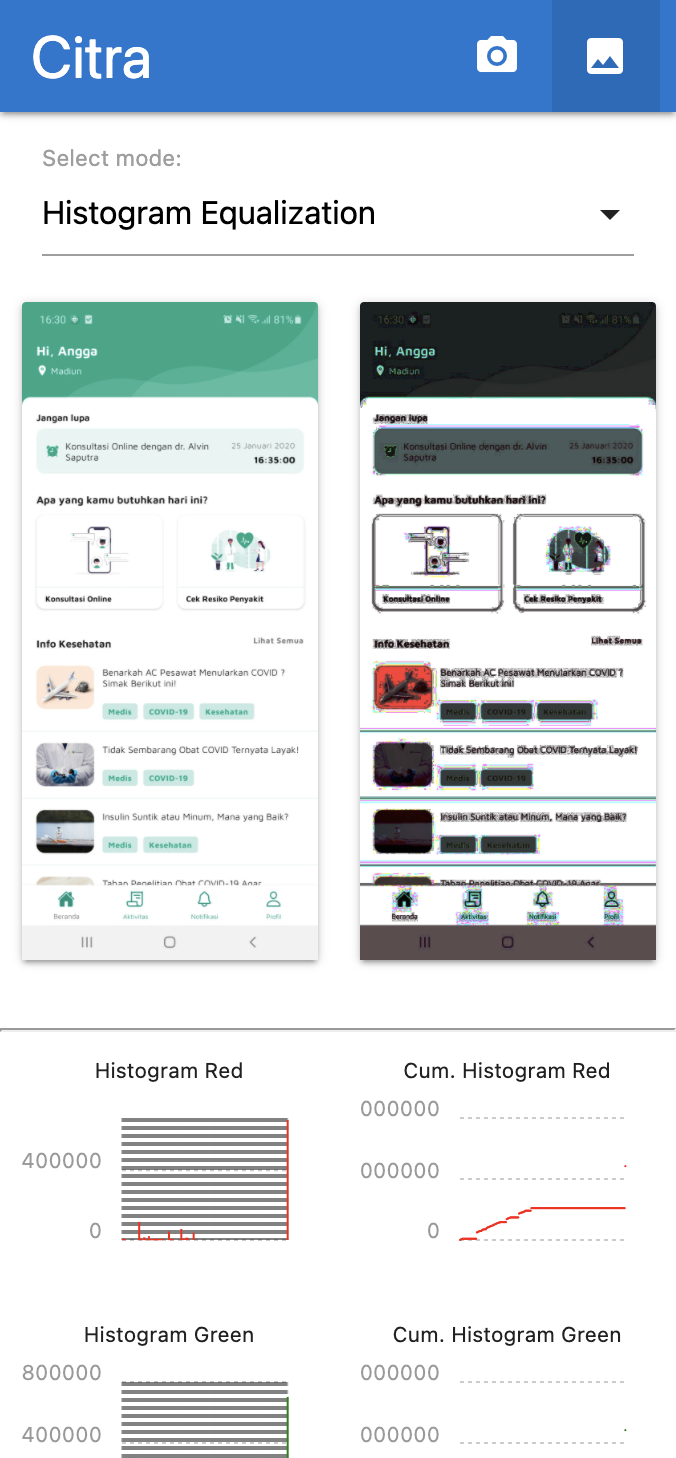 Citra
Select mode:
Histogram Equalization
16:30
81%
Hi, Angga
Madiun
Jangan lupa
Konsultasi Online dengan dr. Alvin
Saputra
25 Januari 2020
16:35:00
Apa yang kamu butuhkan hari ini?
Konsultasi Online
Cek Resiko Penyakit
Info Kesehatan
Lihat Semua
Benarkah AC Pesawat Menularkan COVID ?
Simak Berikut ini!
Medis
COVID-19
Kesehatan
Tidak Sembarang Obat COVID Ternyata Layak!
Medis
COVID-19
Insulin Suntik atau Minum, Mana yang Baik?
Medis
Kesehatan
Tahap Penelitian Obat COVID-19 Agar
Beranda
Aktivitas
Notifikasi
Profil
16:30
81%
Hi, Angga
Madiun
Jangan lupa
Konsultasi Online dengan dr. Alvin
Saputra
25 Januari 2020
16:35:00
Apa yang kamu butuhkan hari ini?
Konsultasi Online
Cek Resiko Penyakit
Info Kesehatan
Lihat Semua
Benarkah AC Pesawat Menularkan COVID ?
Simak Berikut ini!
Medis
COVID-19
Kesehatan
Tidak Sembarang Obat COVID Ternyata Layak!
Medis
COVID-19
Insulin Suntik atau Minum, Mana yang Baik?
Medis
Kesehatan
Tahap Penelitian Obat COVID-19 Agar
Beranda
Aktivitas
Notifikasi
Profil
Histogram Red
400000
0
Cum. Histogram Red
000000
000000
0
Histogram Green
800000
400000
Cum. Histogram Green
000000
000000